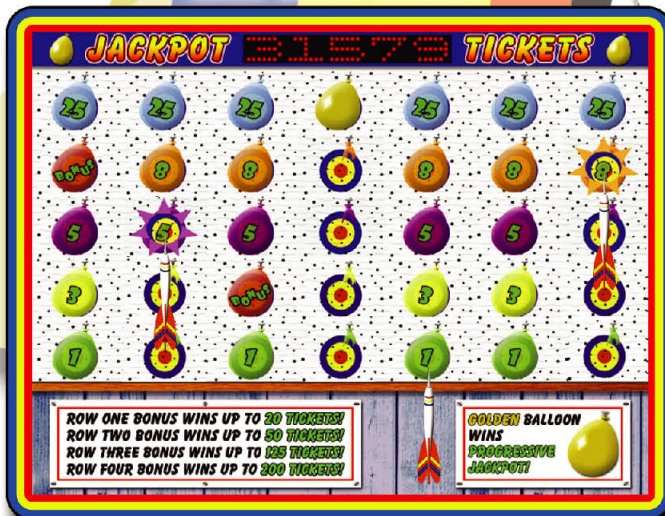 JACKPOT 31579 TICKETS
25 25 25 25 25 25
BONUS 8 8 8 8 8
5 5 5 5 5
3 BONUS 3 3
1 1 1 1
ROW ONE BONUS WINS UP TO 20 TICKETS!
ROW TWO BONUS WINS UP TO 50 TICKETS!
ROW THREE BONUS WINS UP TO 125 TICKETS!
ROW FOUR BONUS WINS UP TO 200 TICKETS!
GOLDEN BALLOON
WINS
PROGRESSIVE
JACKPOT!